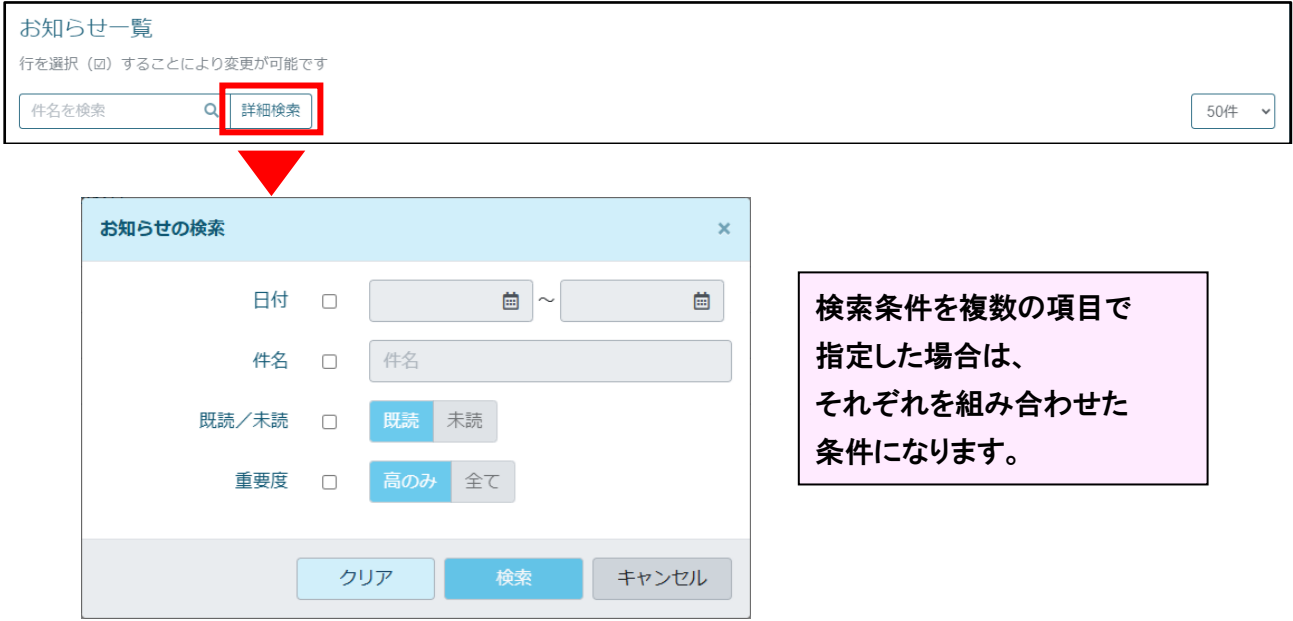 お知らせ一覧
行を選択（☑）することにより変更が可能です
件名を検索 詳細検索 50件
お知らせの検索 ×
日付 ～
件名 件名
既読／未読 既読 未読
重要度 高のみ 全て
クリア 検索 キャンセル
検索条件を複数の項目で
指定した場合は、
それぞれを組み合わせた
条件になります。